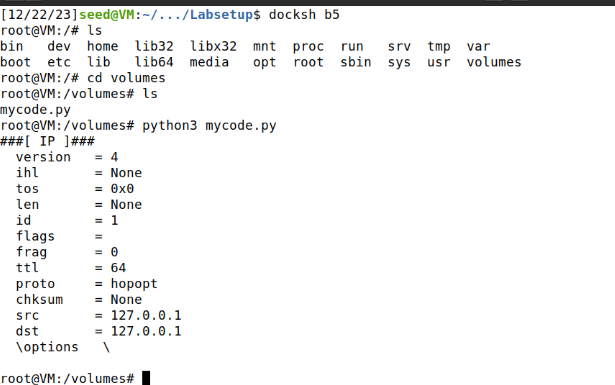 [12/22/23]seed@VM:~/.../Labsetup$ docksh b5
root@VM:/# ls
bin   dev  home  lib32  libx32  mnt  proc  run   srv  tmp  var
boot  etc  lib   lib64  media   opt  root  sbin  sys  usr  volumes
root@VM:/# cd volumes
root@VM:/volumes# ls
mycode.py
root@VM:/volumes# python3 mycode.py
###[ IP ]###
  version   = 4
  ihl       = None
  tos       = 0x0
  len       = None
  id        = 1
  flags     =
  frag      = 0
  ttl       = 64
  proto     = hopopt
  chksum    = None
  src       = 127.0.0.1
  dst       = 127.0.0.1
  \options   \
root@VM:/volumes#